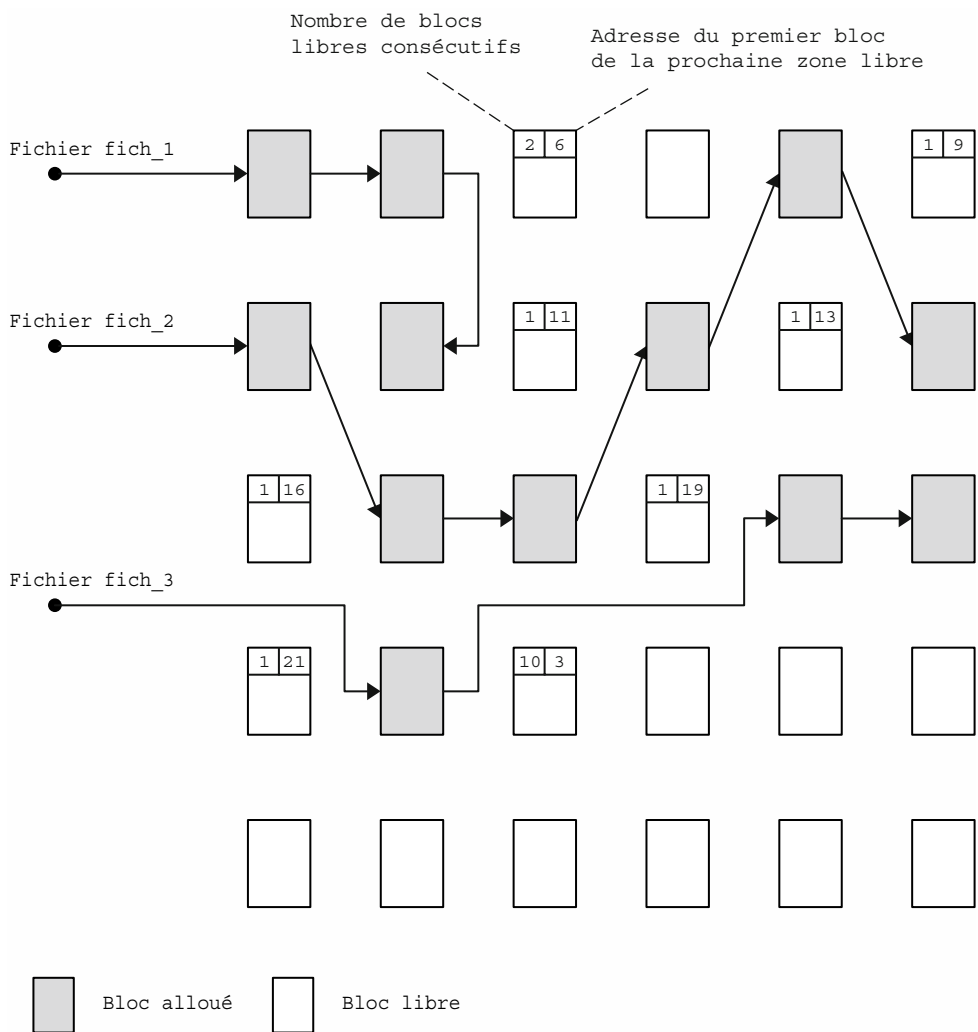 Nombre de blocs
libres consécutifs
Adresse du premier bloc
de la prochaine zone libre
Fichier fich_1
2 6
1 9
Fichier fich_2
1 11
1 13
1 16
1 19
Fichier fich_3
1 21
10 3
Bloc alloué
Bloc libre